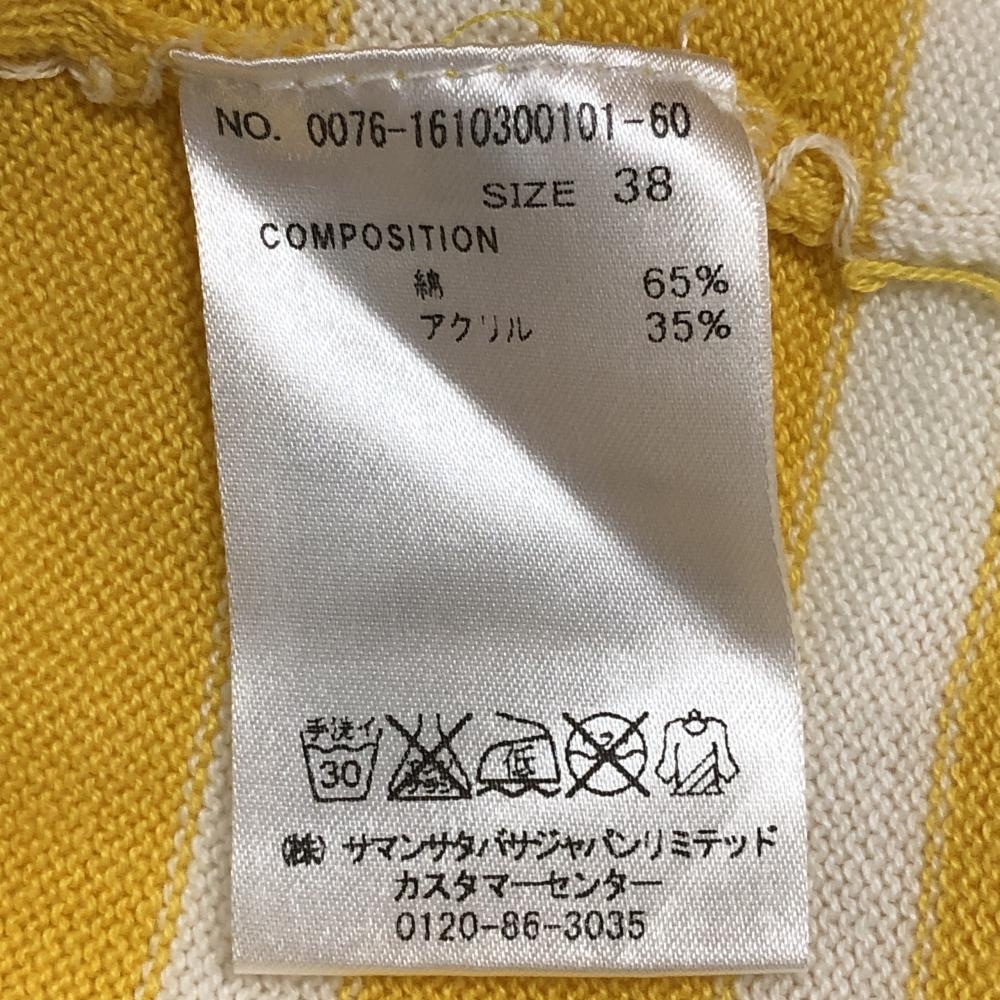 NO. 0076-1610300101-60
SIZE 38
COMPOSITION
綿 65%
アクリル 35%
手洗イ
30 低
(株) サマンサタバサジャパンリミテッド
カスタマーセンター
0120-86-3035